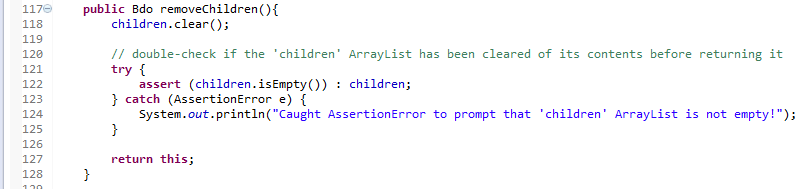 117 public Bdo removeChildren(){
118 children.clear();
119
120 // double-check if the 'children' ArrayList has been cleared of its contents before returning it
121 try {
122 assert (children.isEmpty()) : children;
123 } catch (AssertionError e) {
124 System.out.println("Caught AssertionError to prompt that 'children' ArrayList is not empty!");
125 }
126
127 return this;
128 }